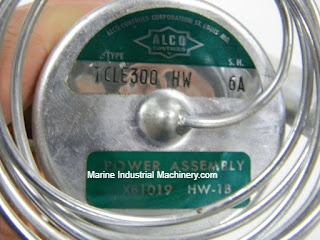 ALCO CONTROLS CORPORATION ST. LOUIS MO.
ALCO
CONTROLS
TYPE
S. H.
TCLE300 HW 6A
POWER ASSEMBLY
Marine Industrial Machinery.com
XB1019 HW-1B